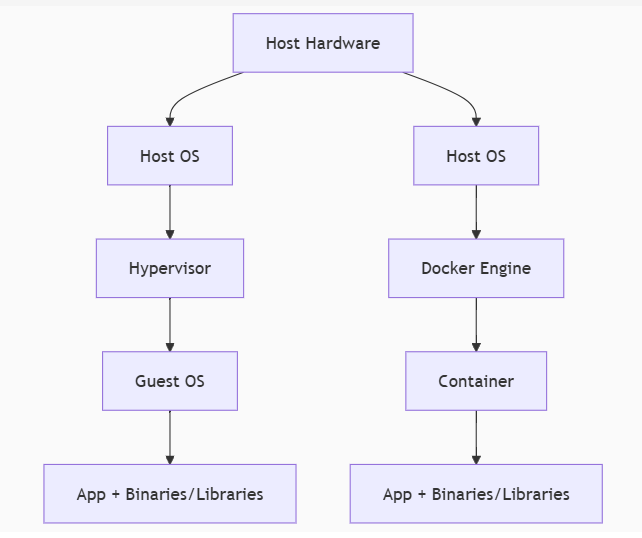 Host Hardware
Host OS
Host OS
Hypervisor
Docker Engine
Guest OS
Container
App + Binaries/Libraries
App + Binaries/Libraries